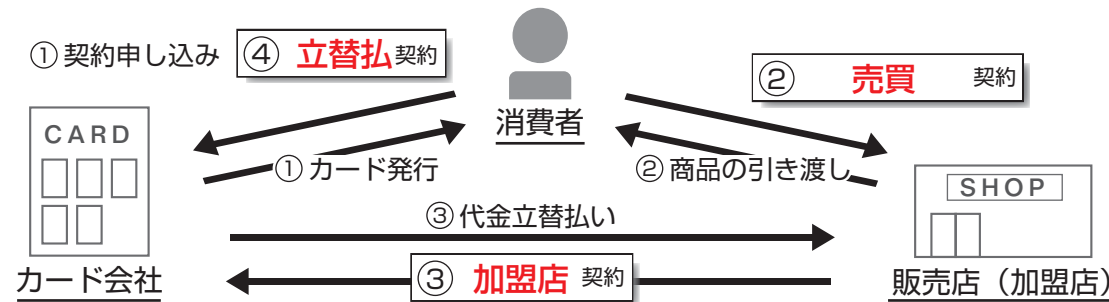 ① 契約申し込み
④ 立替払 契約
② 売買 契約
消費者
CARD
① カード発行
② 商品の引き渡し
SHOP
③ 代金立替払い
カード会社
③ 加盟店 契約
販売店（加盟店）